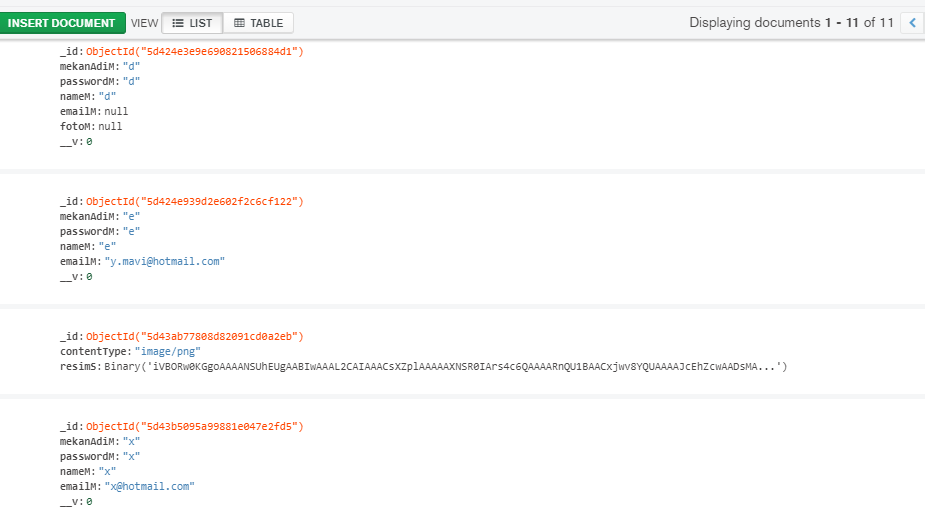 INSERT DOCUMENT VIEW LIST TABLE Displaying documents 1 - 11 of 11
_id: ObjectId("5d424e3e9e690821506884d1")
mekanAdiM: "d"
passwordM: "d"
nameM: "d"
emailM: null
fotoM: null
__v: 0
_id: ObjectId("5d424e939d2e602f2c6cf122")
mekanAdiM: "e"
passwordM: "e"
nameM: "e"
emailM: "y.mavi@hotmail.com"
__v: 0
_id: ObjectId("5d43ab77808d82091cd0a2eb")
contentType: "image/png"
resimS: Binary('iVBORw0KGgoAAAANSUhEUgAABIwAAAL2CAIAAACsXZplAAAAAXNSR0IArs4c6QAAAARnQU1BAACxjwv8YQUAAAAJcEhZcwAADsMA...')
_id: ObjectId("5d43b5095a99881e047e2fd5")
mekanAdiM: "x"
passwordM: "x"
nameM: "x"
emailM: "x@hotmail.com"
__v: 0